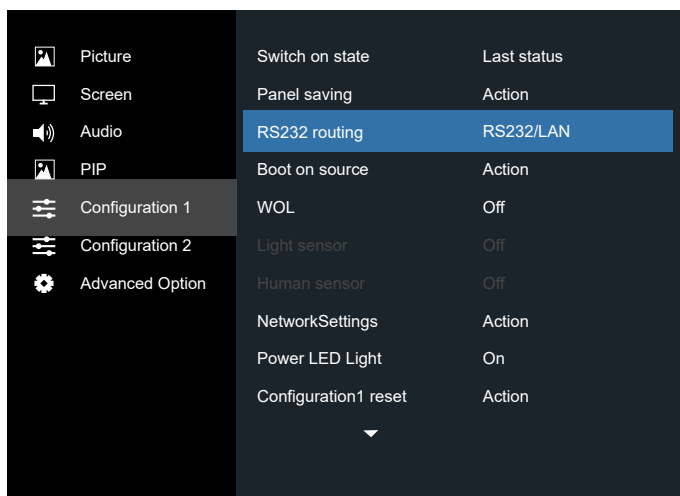 Picture
Screen
Audio
PIP
Configuration 1
Configuration 2
Advanced Option
Switch on state Last status
Panel saving Action
RS232 routing RS232/LAN
Boot on source Action
WOL Off
Light sensor Off
Human sensor Off
NetworkSettings Action
Power LED Light On
Configuration1 reset Action